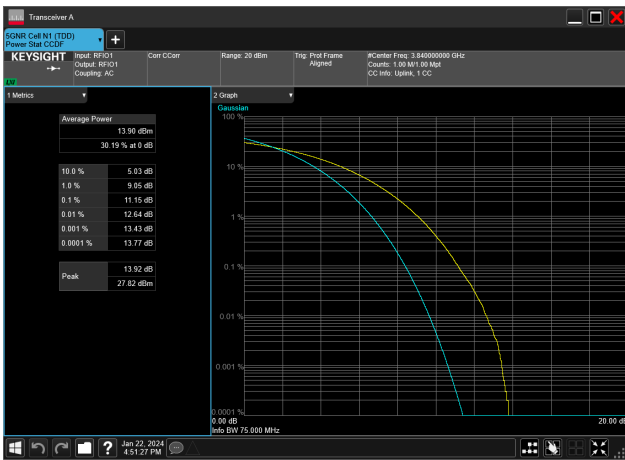 Transceiver A
5GNR Cell N1 (TDD)
Power Stat CCDF
KEYSIGHT
Input: RFIO1
Output: RFIO1
Coupling: AC
Corr CCorr
Range: 20 dBm
Trig: Prot Frame
Aligned
#Center Freq: 3.840000000 GHz
Counts: 1.00 M/1.00 Mpt
CC Info: Uplink, 1 CC
1 Metrics
Average Power
13.90 dBm
30.19 % at 0 dB
10.0 % 5.03 dB
1.0 % 9.05 dB
0.1 % 11.15 dB
0.01 % 12.64 dB
0.001 % 13.43 dB
0.0001 % 13.77 dB
Peak
13.92 dB
27.82 dBm
2 Graph
Gaussian
100 %
10 %
1 %
0.1 %
0.01 %
0.001 %
0.0001 %
0.00 dB
20.00 dB
Info BW 75.000 MHz
Jan 22, 2024
4:51:27 PM